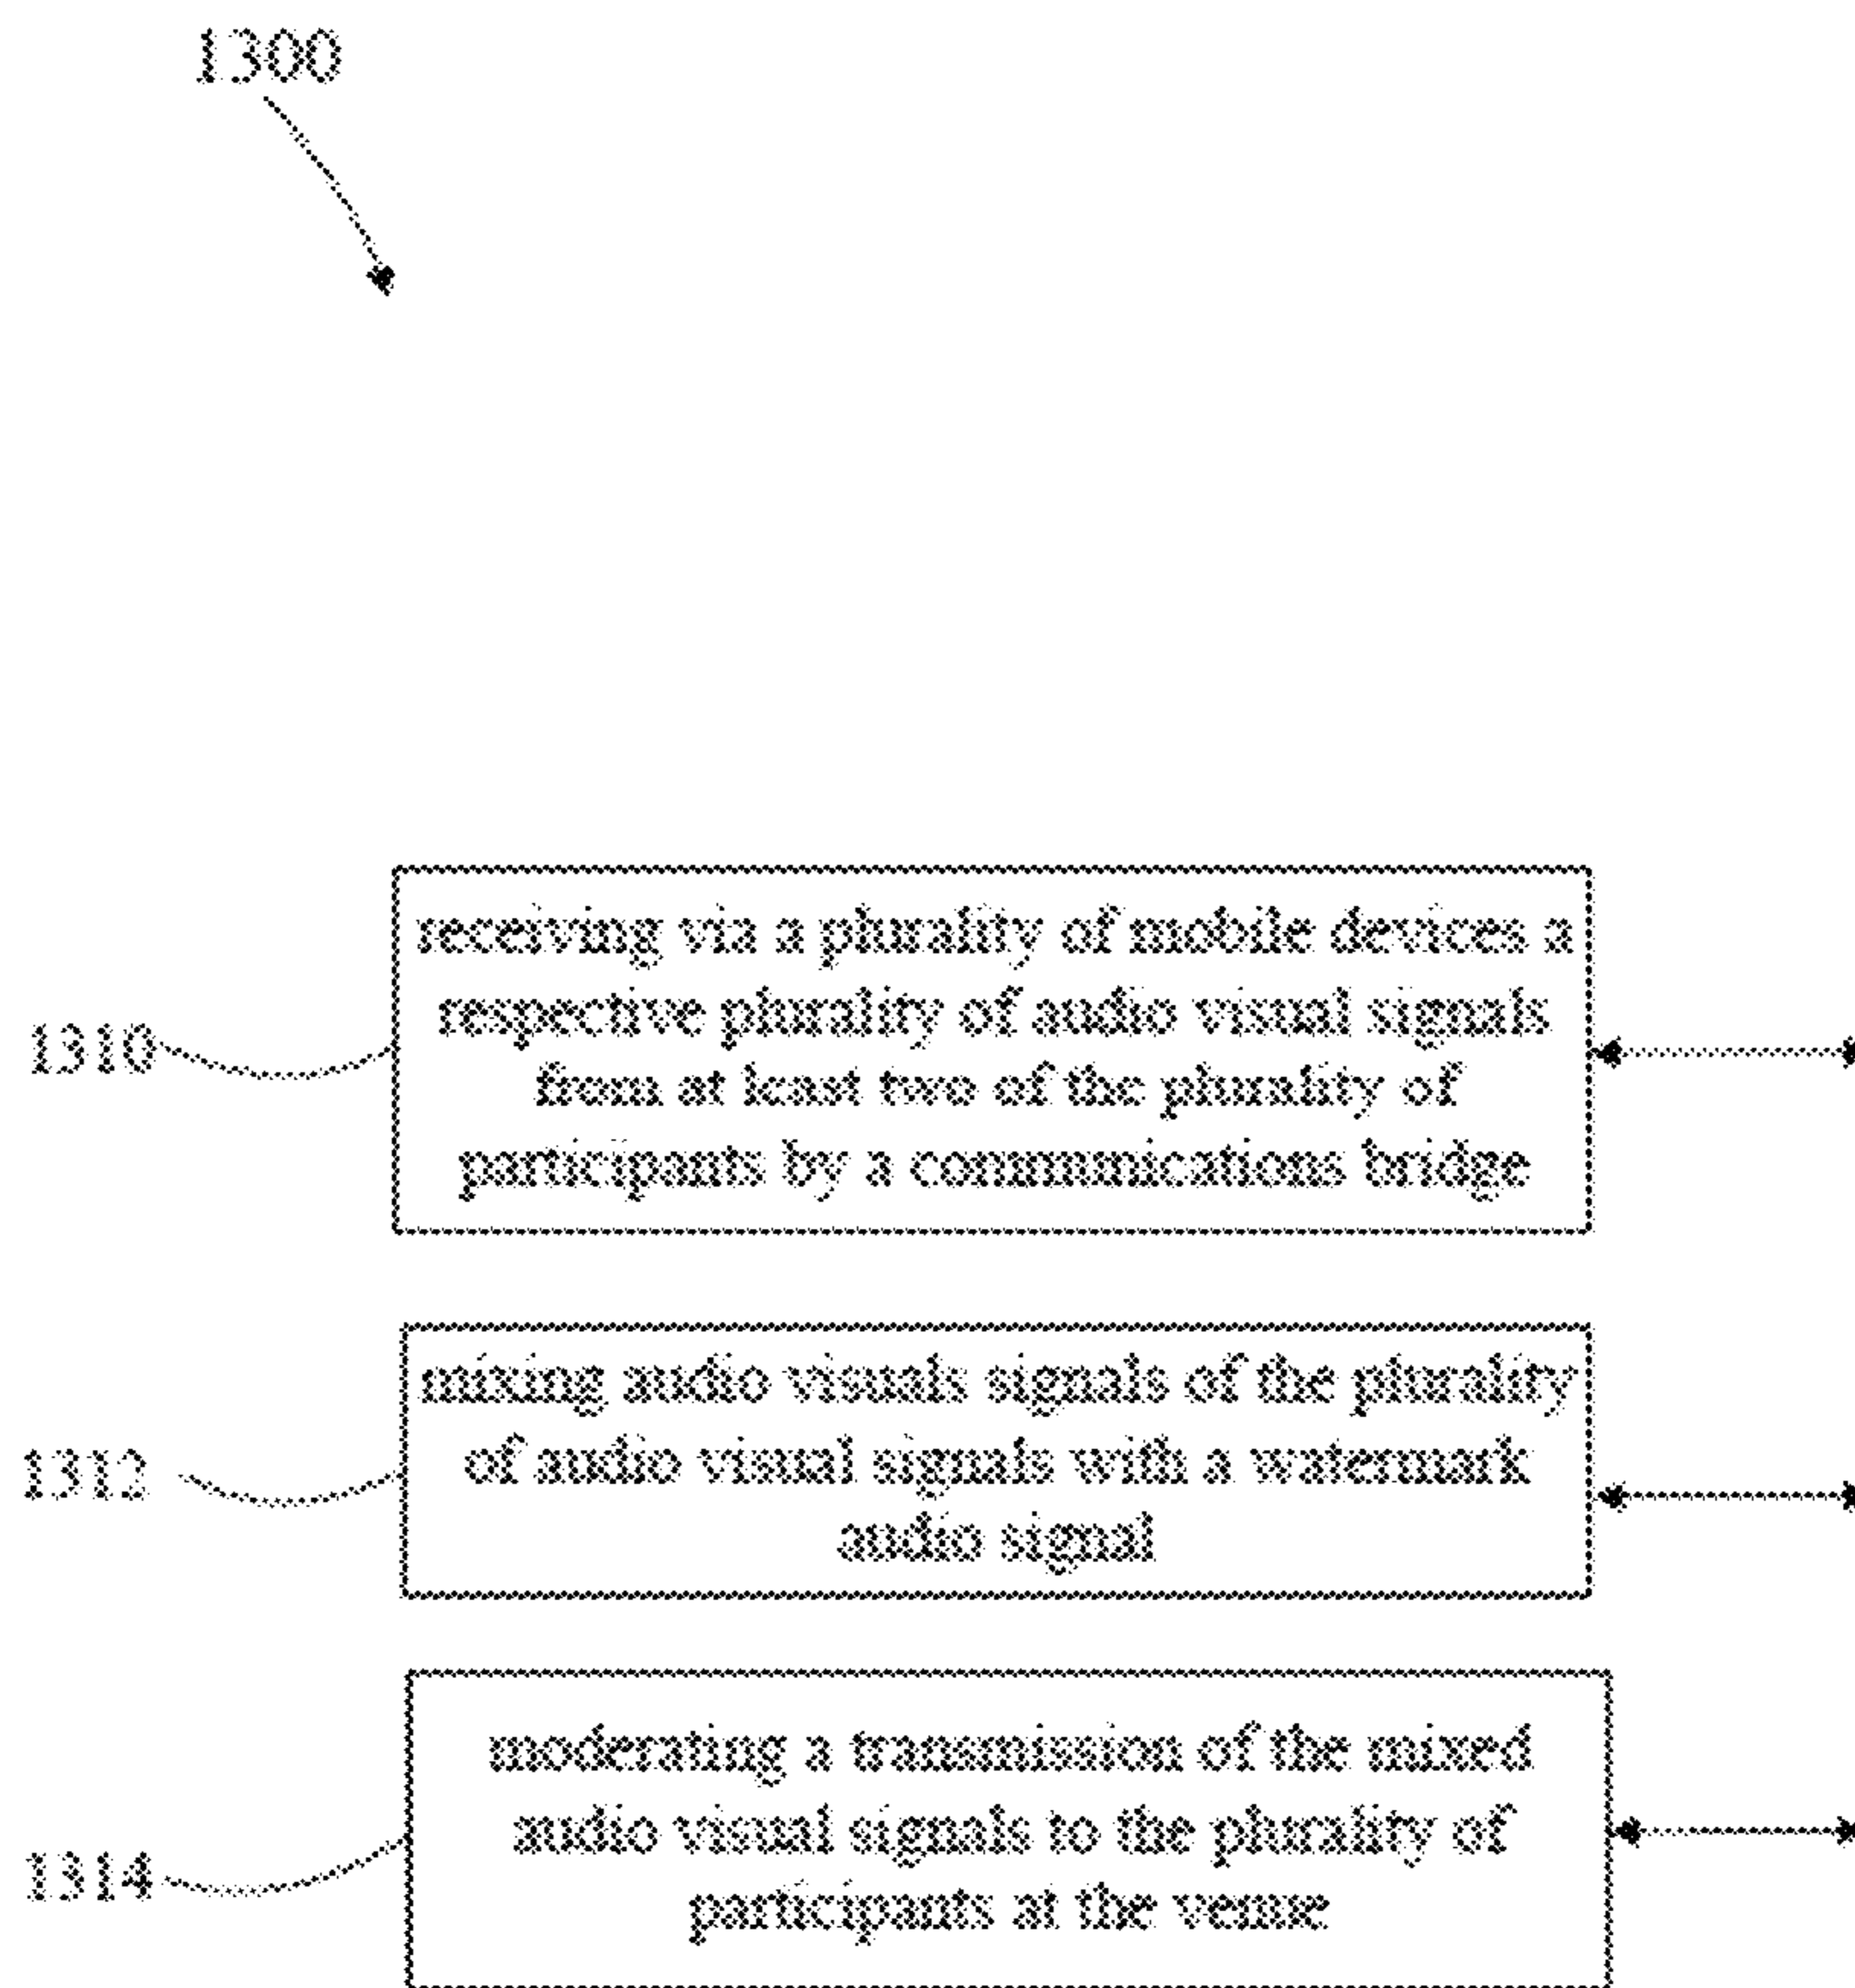 1300
receiving via a plurality of mobile devices a
respective plurality of audio visual signals
from at least two of the plurality of
participants by a communications bridge
1310
mixing audio visuals signals of the plurality
of audio visual signals with a watermark
audio signal
1312
moderating a transmission of the mixed
audio visual signals to the plurality of
participants at the venue
1314